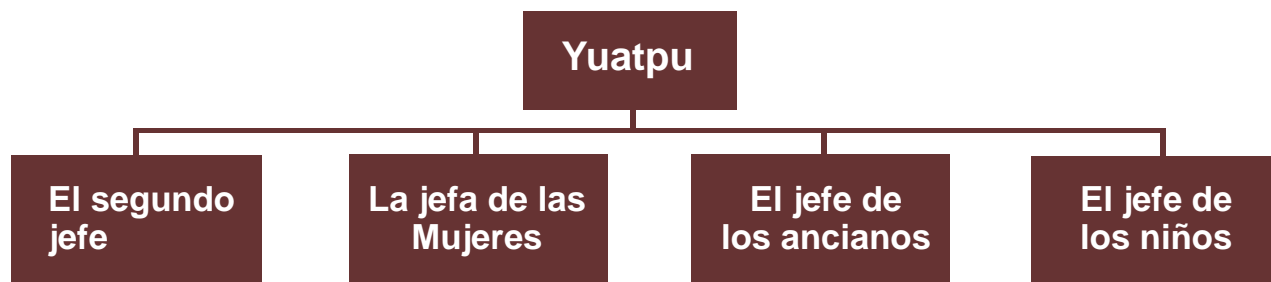 Yuatpu
El segundo
jefe
La jefa de las
Mujeres
El jefe de
los ancianos
El jefe de
los niños